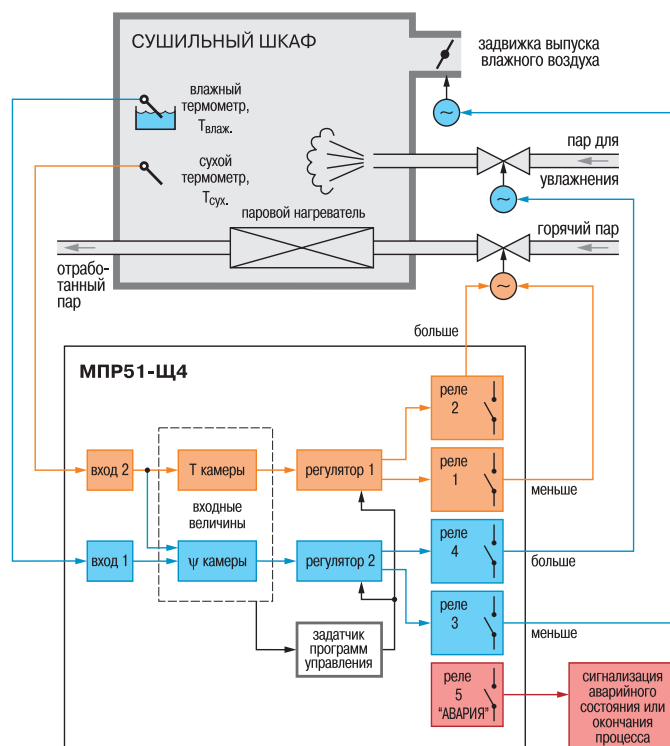 СУШИЛЬНЫЙ ШКАФ
задвижка выпуска
влажного воздуха
влажный
термометр,
Tвлаж.
~
сухой
термометр,
Tсух.
пар для
увлажнения
~
паровой нагреватель
горячий пар
отрабо-
танный
пар
~
больше
МПР51-Щ4
реле
2
вход 2
T камеры
регулятор 1
реле
1
меньше
входные
величины
вход 1
ψ камеры
регулятор 2
реле
4
больше
реле
3
меньше
задатчик
программ
управления
реле
5
"АВАРИЯ"
сигнализация
аварийного
состояния или
окончания
процесса